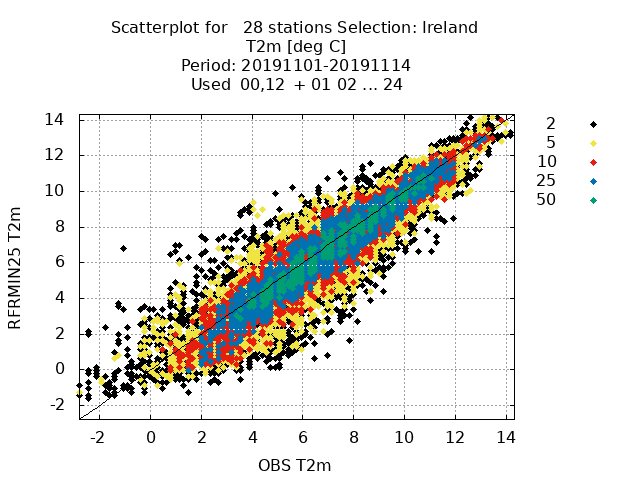 Scatterplot for 28 stations Selection: Ireland
T2m [deg C]
Period: 20191101-20191114
Used 00,12 + 01 02 ... 24
RFRMIN25 T2m
14
12
10
8
6
4
2
0
-2
-2 0 2 4 6 8 10 12 14
OBS T2m
2
5
10
25
50